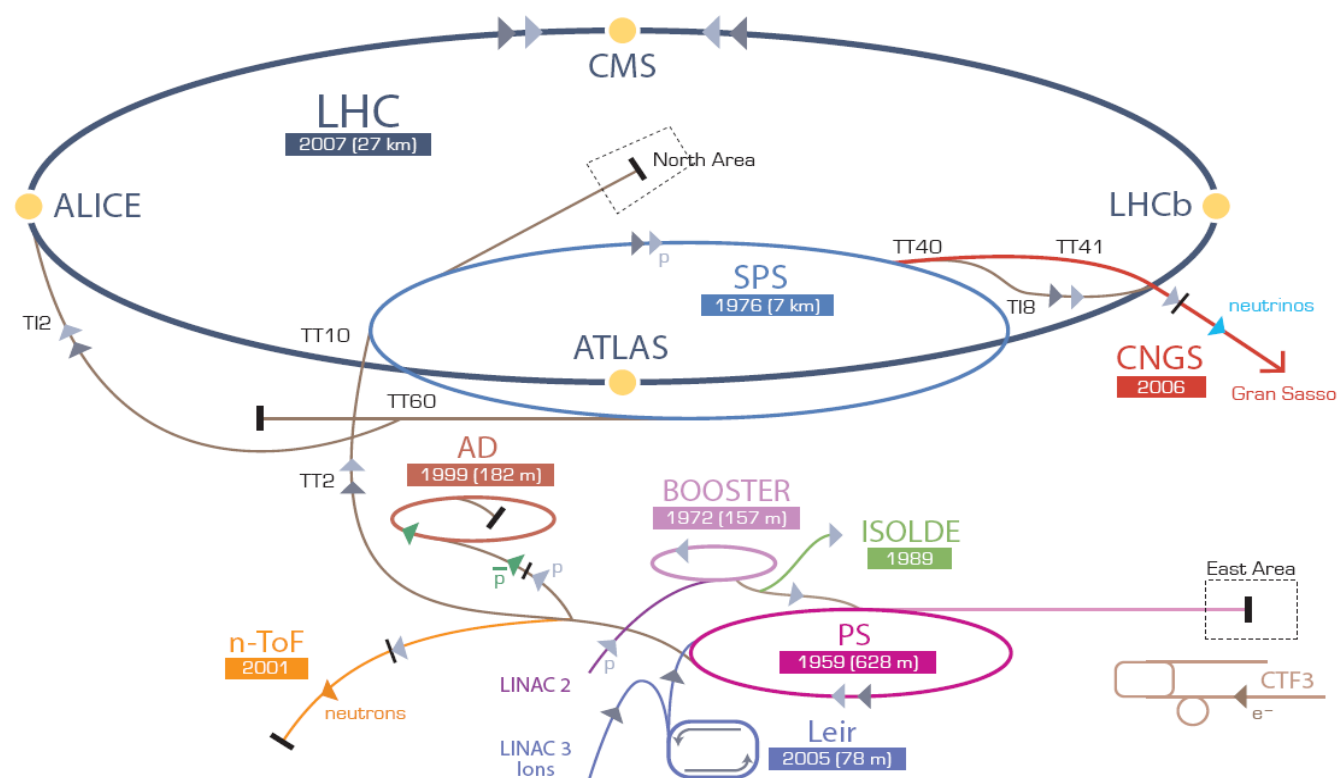 CMS
LHC
2007 (27 km)
North Area
ALICE
LHCb
TT40
TT41
SPS
1976 (7 km)
p
TI8
neutrinos
TI2
TT10
ATLAS
CNGS
2006
Gran Sasso
TT60
AD
1999 (182 m)
TT2
BOOSTER
1972 (157 m)
ISOLDE
1989
p
p
East Area
n-ToF
2001
PS
1959 (628 m)
p
LINAC 2
neutrons
CTF3
e⁻
LINAC 3
Ions
Leir
2005 (78 m)